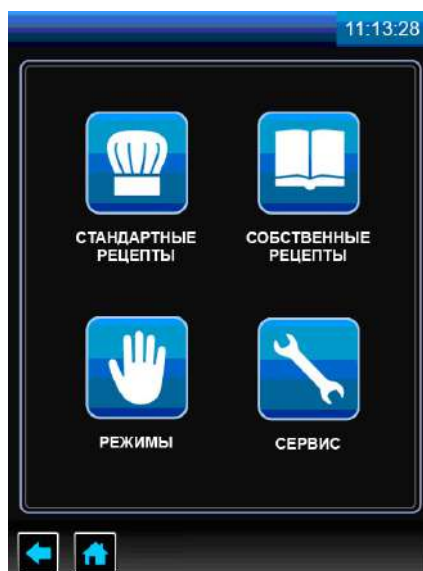 11:13:28
СТАНДАРТНЫЕ
РЕЦЕПТЫ
СОБСТВЕННЫЕ
РЕЦЕПТЫ
РЕЖИМЫ
СЕРВИС